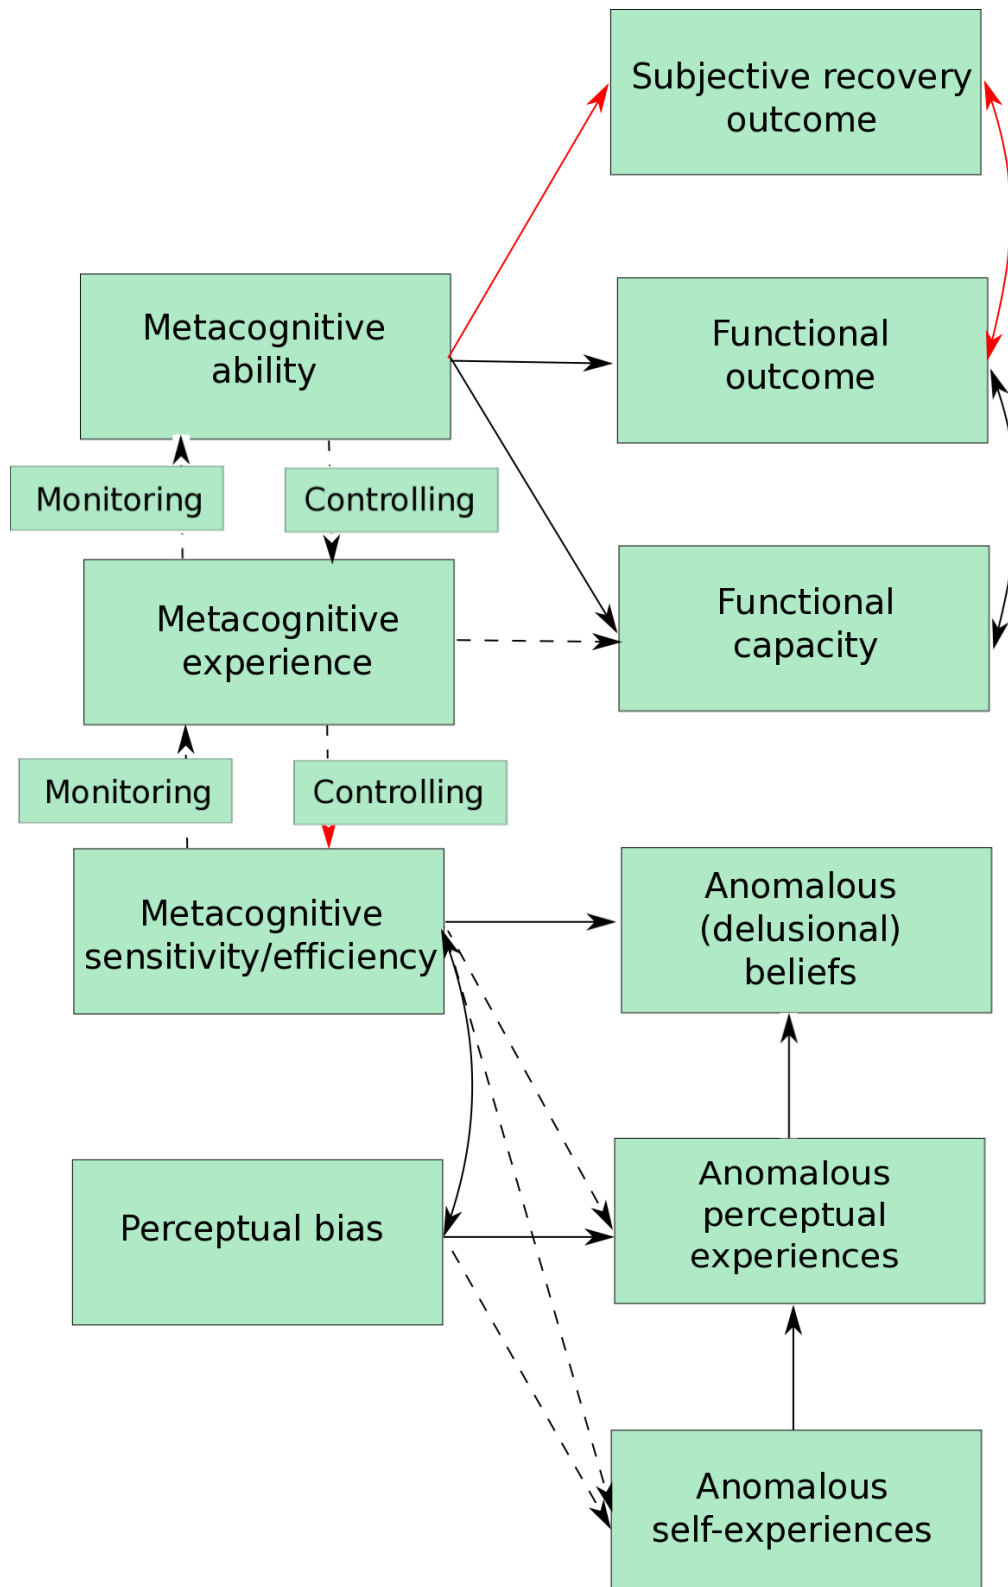 Subjective recovery
outcome
Metacognitive
ability
Functional
outcome
Monitoring
Controlling
Metacognitive
experience
Functional
capacity
Monitoring
Controlling
Metacognitive
sensitivity/efficiency
Anomalous
(delusional)
beliefs
Perceptual bias
Anomalous
perceptual
experiences
Anomalous
self-experiences